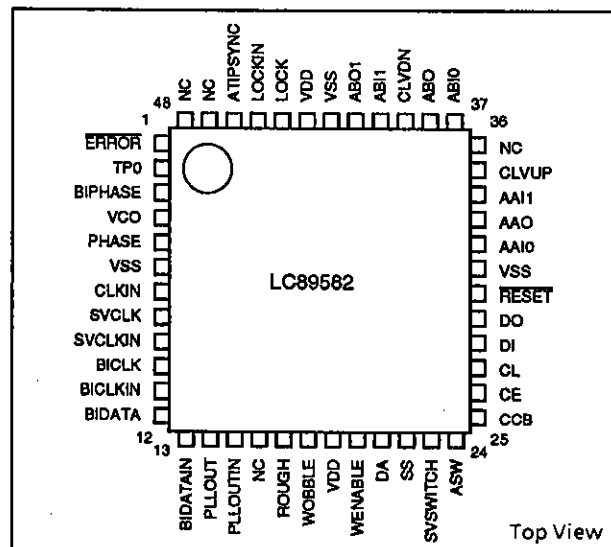 48 NC NC ATIPSYNC LOCKIN LOCK VDD VSS ABO1 ABI1 CLVDN ABO ABI0 37
1 36
ERROR NC
TP0 CLVUP
BIPHASE AAI1
VCO AAO
PHASE AAI0
VSS VSS
CLKIN LC89582 RESET
SVCLK DO
SVCLKIN DI
BICLK CL
BICLKIN CE
BIDATA CCB
12 25
13 BIDATAIN PLLOUT PLLOUTIN NC ROUGH WOBBLE VDD WENABLE DA SS SVSWITCH ASW 24
Top View